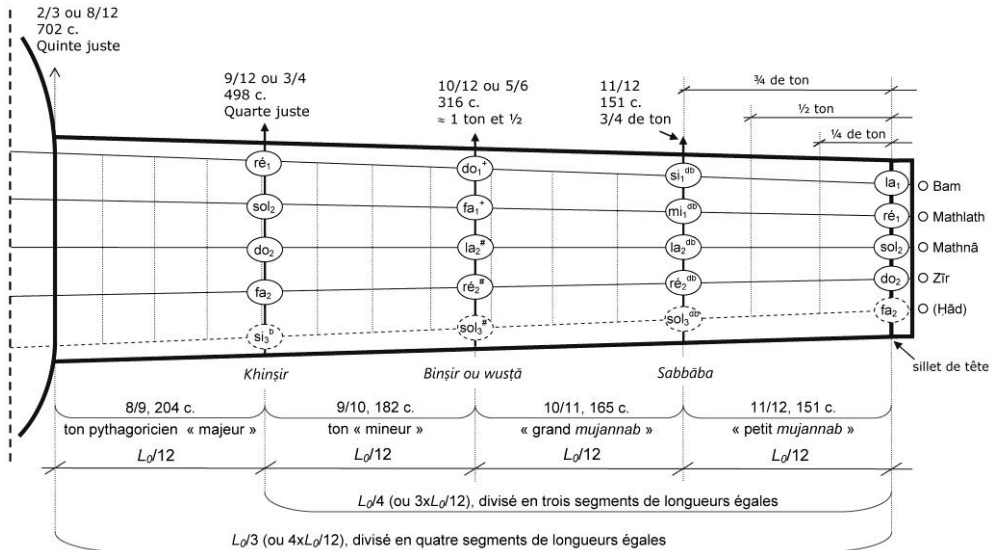 2/3 ou 8/12
702 c.
Quinte juste
9/12 ou 3/4
498 c.
Quarte juste
10/12 ou 5/6
316 c.
≈ 1 ton et ½
11/12
151 c.
3/4 de ton
¾ de ton
½ ton
¼ de ton
ré₁ do₁⁺ si₁ᵈᵇ la₁ Bam
sol₂ fa₁⁺ mi₁ᵈᵇ ré₁ Mathlath
do₂ la₂# la₂ᵈᵇ sol₂ Mathnā
fa₂ ré₂# ré₂ᵈᵇ do₂ Zīr
si₃ᵇ sol₃# sol₃ᵈᵇ fa₂ (Ḥād)
sillet de tête
Khinṣir Binṣir ou wusṭā Sabbāba
8/9, 204 c. 9/10, 182 c. 10/11, 165 c. 11/12, 151 c.
ton pythagoricien « majeur » ton « mineur » « grand mujannab » « petit mujannab »
L₀/12 L₀/12 L₀/12 L₀/12
L₀/4 (ou 3xL₀/12), divisé en trois segments de longueurs égales
L₀/3 (ou 4xL₀/12), divisé en quatre segments de longueurs égales